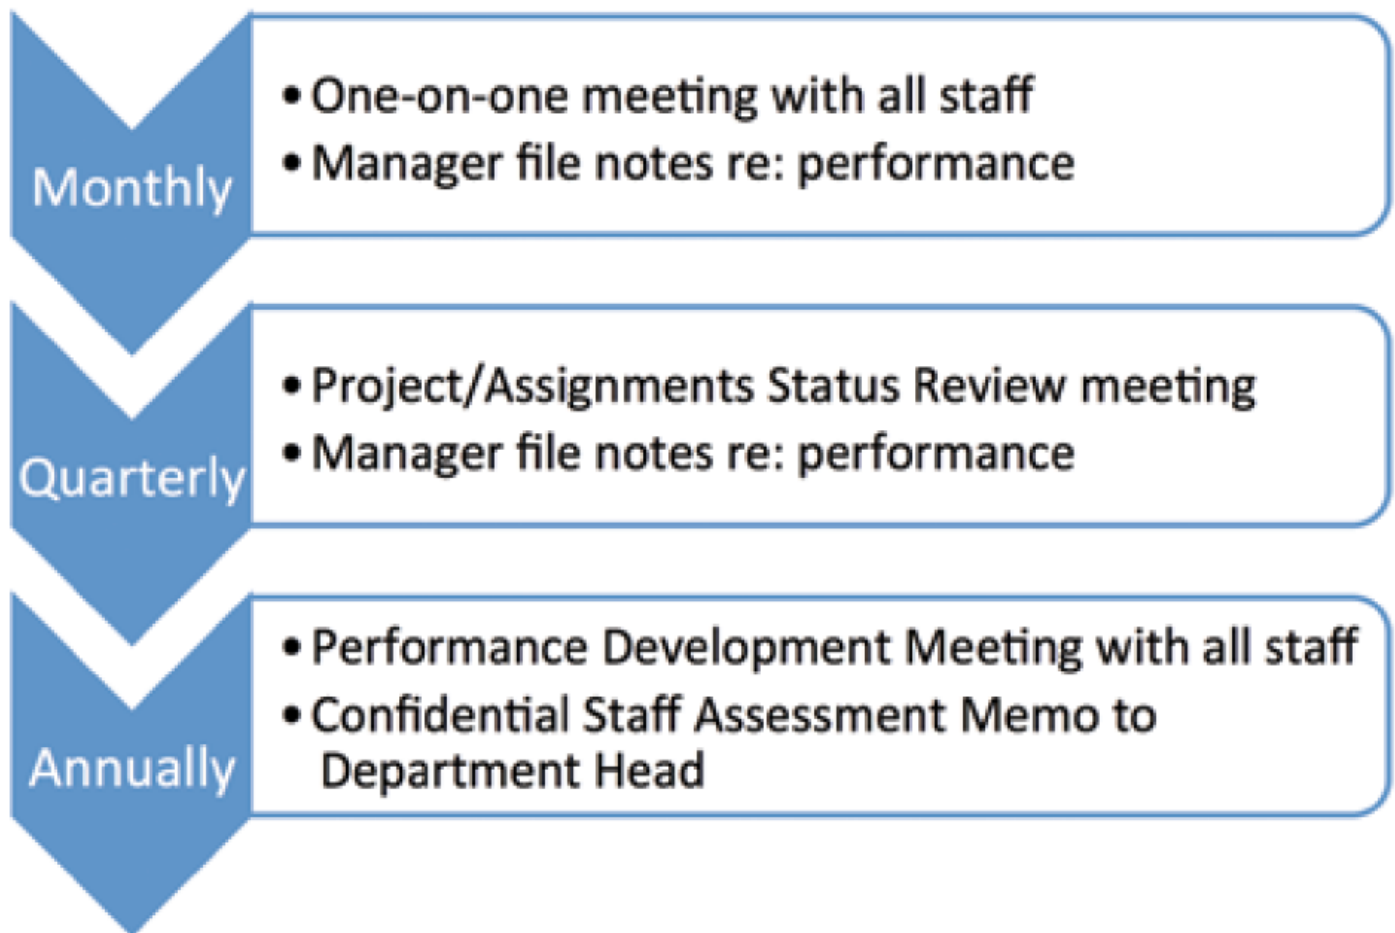 Monthly
• One-on-one meeting with all staff
• Manager file notes re: performance
Quarterly
• Project/Assignments Status Review meeting
• Manager file notes re: performance
Annually
• Performance Development Meeting with all staff
• Confidential Staff Assessment Memo to
Department Head